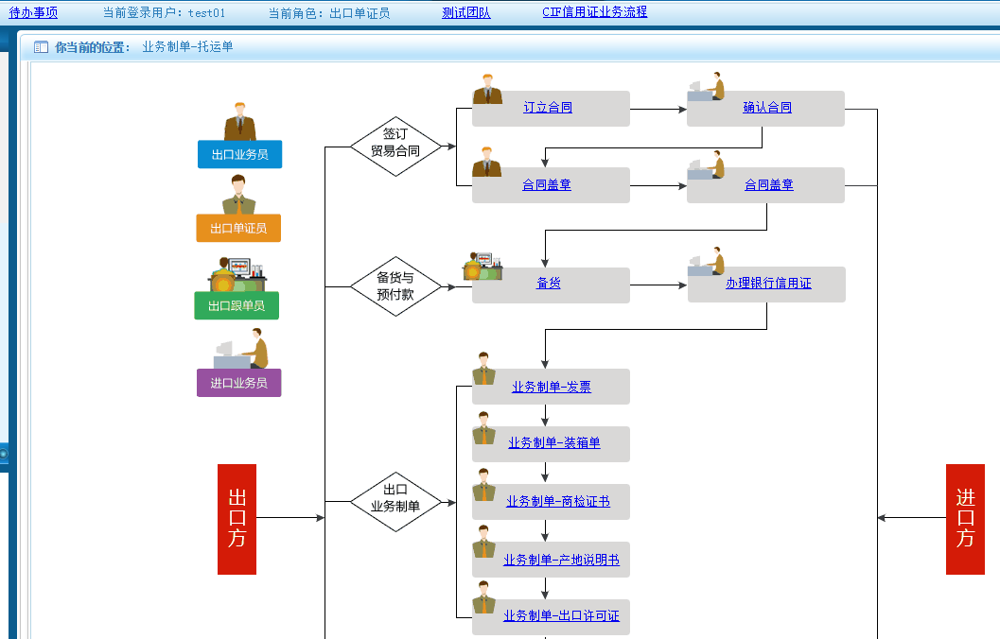 待办事项 当前登录用户：test01 当前角色：出口单证员 测试团队 CIF信用证业务流程
你当前的位置： 业务制单-托运单
订立合同
确认合同
签订
贸易合同
出口业务员
合同盖章
合同盖章
出口单证员
备货与
预付款
备货
办理银行信用证
出口跟单员
进口业务员
业务制单-发票
业务制单-装箱单
出口
业务制单
业务制单-商检证书
出口方
进口方
业务制单-产地说明书
业务制单-出口许可证